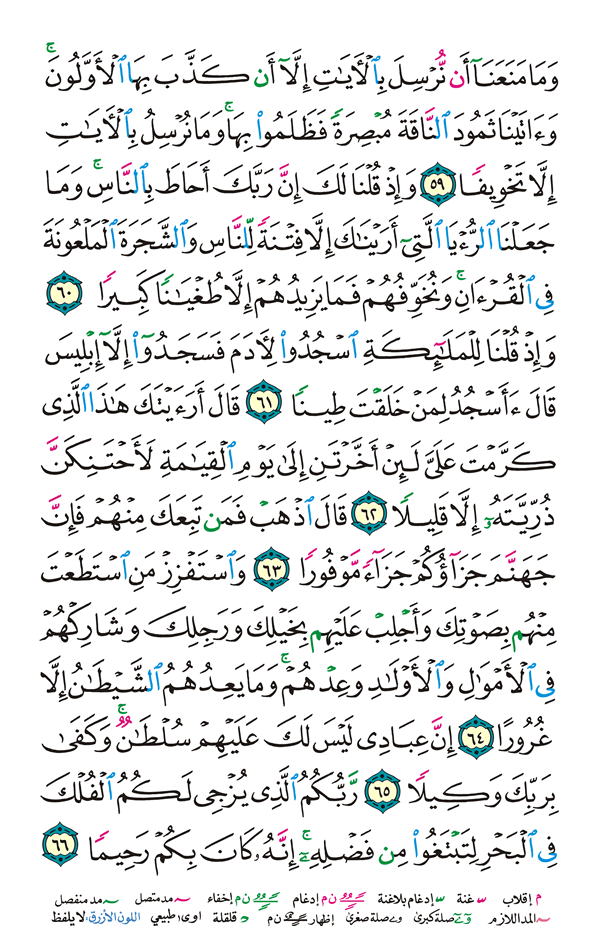 وَمَا مَنَعَنَآ أَن نُّرْسِلَ بِٱلْأَيَٰتِ إِلَّآ أَن كَذَّبَ بِهَا ٱلْأَوَّلُونَۚ
وَءَاتَيْنَا ثَمُودَ ٱلنَّاقَةَ مُبْصِرَةً فَظَلَمُوا۟ بِهَاۚ وَمَا نُرْسِلُ بِٱلْأَيَٰتِ
إِلَّا تَخْوِيفًا ٥٩ وَإِذْ قُلْنَا لَكَ إِنَّ رَبَّكَ أَحَاطَ بِٱلنَّاسِۚ وَمَا
جَعَلْنَا ٱلرُّءْيَا ٱلَّتِىٓ أَرَيْنَٰكَ إِلَّا فِتْنَةً لِّلنَّاسِ وَٱلشَّجَرَةَ ٱلْمَلْعُونَةَ
فِى ٱلْقُرْءَانِۚ وَنُخَوِّفُهُمْ فَمَا يَزِيدُهُمْ إِلَّا طُغْيَٰنًا كَبِيرًا ٦٠
وَإِذْ قُلْنَا لِلْمَلَٰٓئِكَةِ ٱسْجُدُوا۟ لِأَدَمَ فَسَجَدُوٓا۟ إِلَّآ إِبْلِيسَ
قَالَ ءَأَسْجُدُ لِمَنْ خَلَقْتَ طِينًا ٦١ قَالَ أَرَءَيْتَكَ هَٰذَا ٱلَّذِى
كَرَّمْتَ عَلَىَّ لَئِنْ أَخَّرْتَنِ إِلَىٰ يَوْمِ ٱلْقِيَٰمَةِ لَأَحْتَنِكَنَّ
ذُرِّيَّتَهُۥٓ إِلَّا قَلِيلًا ٦٢ قَالَ ٱذْهَبْ فَمَن تَبِعَكَ مِنْهُمْ فَإِنَّ
جَهَنَّمَ جَزَآؤُكُمْ جَزَآءً مَّوْفُورًا ٦٣ وَٱسْتَفْزِزْ مَنِ ٱسْتَطَعْتَ
مِنْهُم بِصَوْتِكَ وَأَجْلِبْ عَلَيْهِم بِخَيْلِكَ وَرَجِلِكَ وَشَارِكْهُمْ
فِى ٱلْأَمْوَٰلِ وَٱلْأَوْلَٰدِ وَعِدْهُمْۚ وَمَا يَعِدُهُمُ ٱلشَّيْطَٰنُ إِلَّا
غُرُورًا ٦٤ إِنَّ عِبَادِى لَيْسَ لَكَ عَلَيْهِمْ سُلْطَٰنٌۚ وَكَفَىٰ
بِرَبِّكَ وَكِيلًا ٦٥ رَّبُّكُمُ ٱلَّذِى يُزْجِى لَكُمُ ٱلْفُلْكَ
فِى ٱلْبَحْرِ لِتَبْتَغُوا۟ مِن فَضْلِهِۦٓۚ إِنَّهُۥ كَانَ بِكُمْ رَحِيمًا ٦٦
م إقلاب غنة إدغام بلاغنة ن م إدغام ن م إخفاء مد متصل مد منفصل
المد اللازم صلة كبرى صلة صغرى إظهار ن م قلقلة اوى؛ طبيعي اللون الأزرق: لا يلفظ